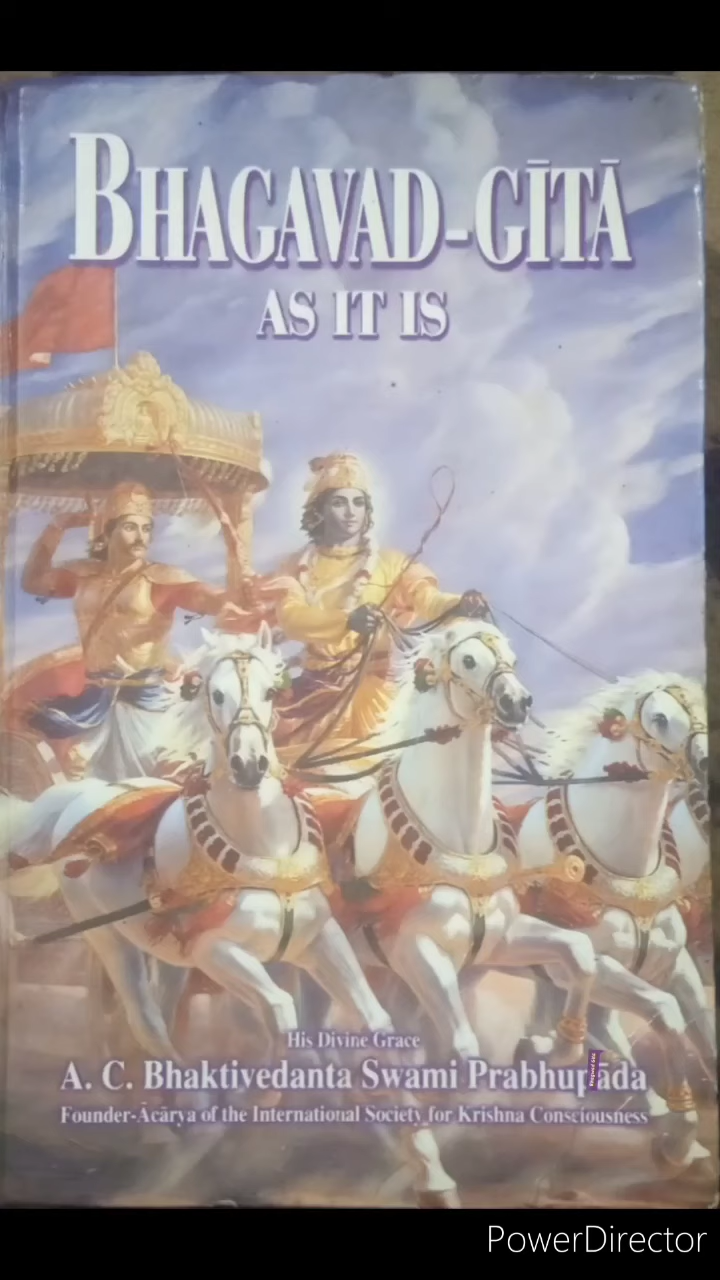 BHAGAVAD-GĪTĀ
AS IT IS
His Divine Grace
A. C. Bhaktivedanta Swami Prabhupāda
Founder-Ācārya of the International Society for Krishna Consciousness
PowerDirector